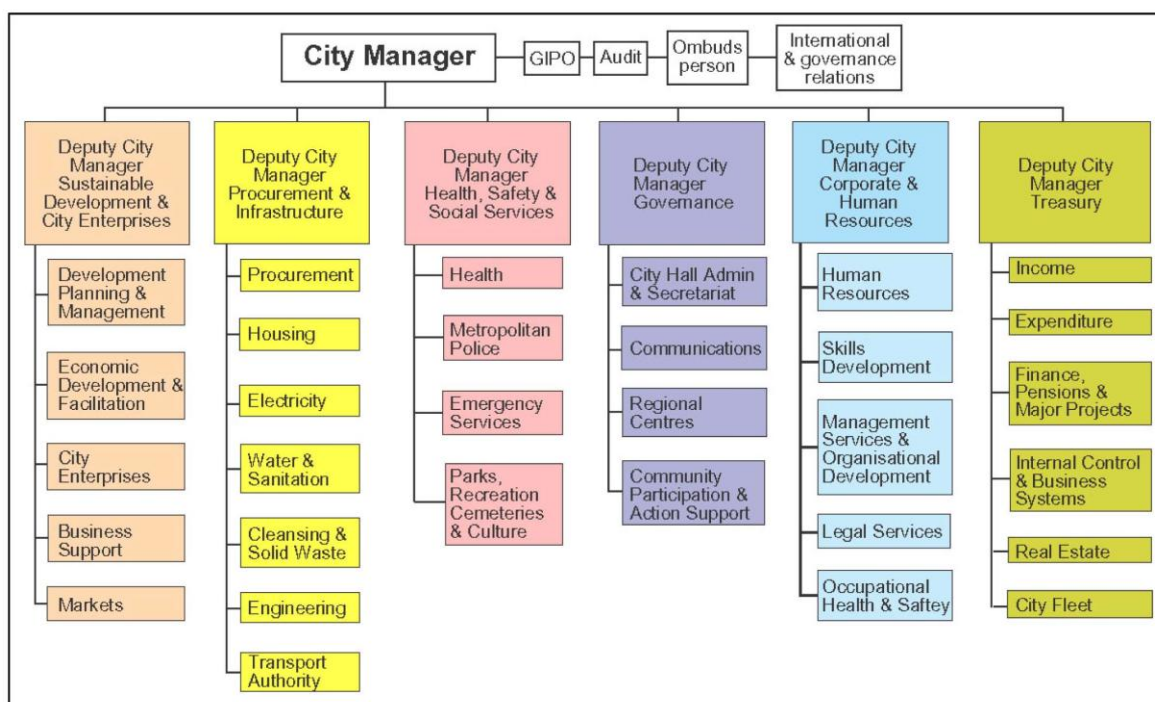 City Manager
GIPO
Audit
Ombuds
person
International
& governance
relations
Deputy City
Manager
Sustainable
Development &
City Enterprises
Development
Planning &
Management
Economic
Development &
Facilitation
City
Enterprises
Business
Support
Markets
Deputy City
Manager
Procurement &
Infrastructure
Procurement
Housing
Electricity
Water &
Sanitation
Cleansing &
Solid Waste
Engineering
Transport
Authority
Deputy City
Manager
Health, Safety &
Social Services
Health
Metropolitan
Police
Emergency
Services
Parks,
Recreation
Cemeteries
& Culture
Deputy City
Manager
Governance
City Hall Admin
& Secretariat
Communications
Regional
Centres
Community
Participation &
Action Support
Deputy City
Manager
Corporate &
Human
Resources
Human
Resources
Skills
Development
Management
Services &
Organisational
Development
Legal Services
Occupational
Health & Saftey
Deputy City
Manager
Treasury
Income
Expenditure
Finance,
Pensions &
Major Projects
Internal Control
& Business
Systems
Real Estate
City Fleet